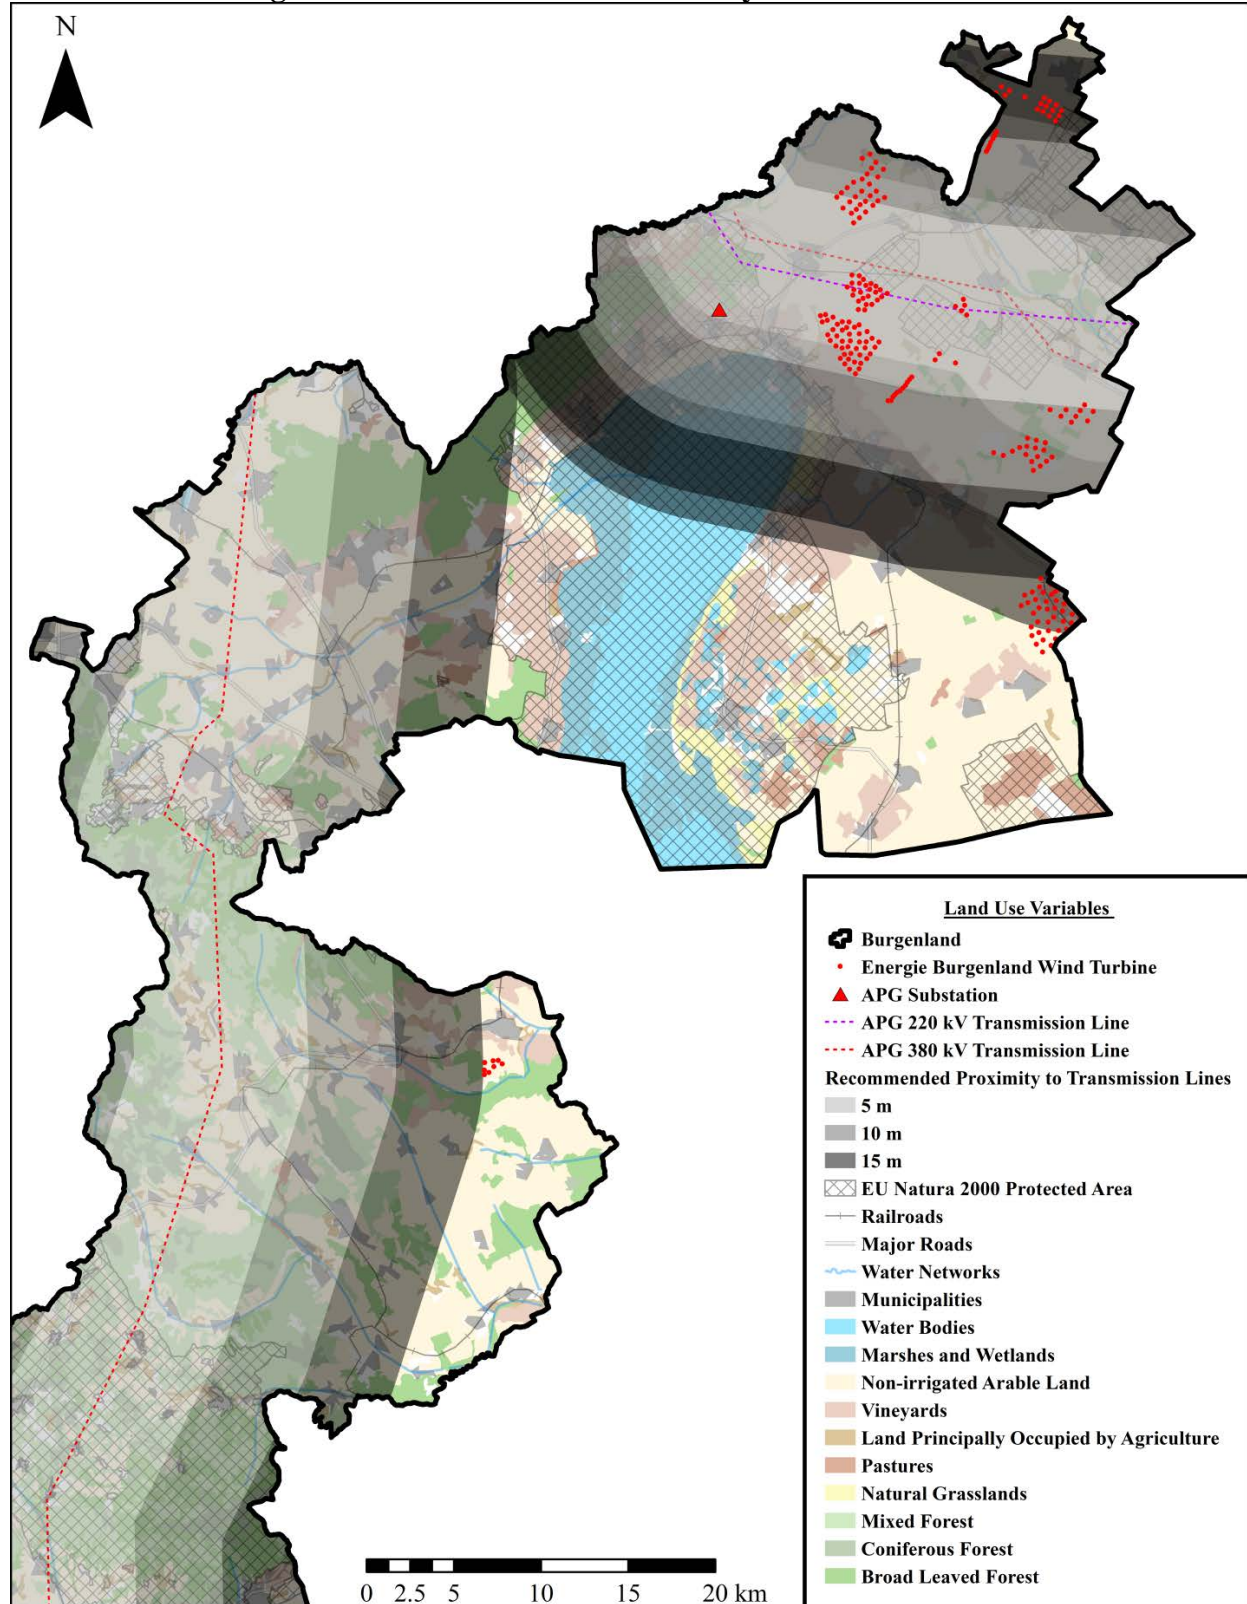 N
Land Use Variables
Burgenland
Energie Burgenland Wind Turbine
APG Substation
APG 220 kV Transmission Line
APG 380 kV Transmission Line
Recommended Proximity to Transmission Lines
5 m
10 m
15 m
EU Natura 2000 Protected Area
Railroads
Major Roads
Water Networks
Municipalities
Water Bodies
Marshes and Wetlands
Non-irrigated Arable Land
Vineyards
Land Principally Occupied by Agriculture
Pastures
Natural Grasslands
Mixed Forest
Coniferous Forest
Broad Leaved Forest
0 2.5 5 10 15 20 km